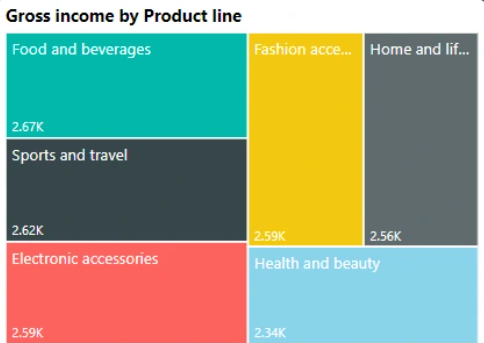 Gross income by Product line
Food and beverages
2.67K
Sports and travel
2.62K
Electronic accessories
2.59K
Fashion acce...
2.59K
Home and lif...
2.56K
Health and beauty
2.34K